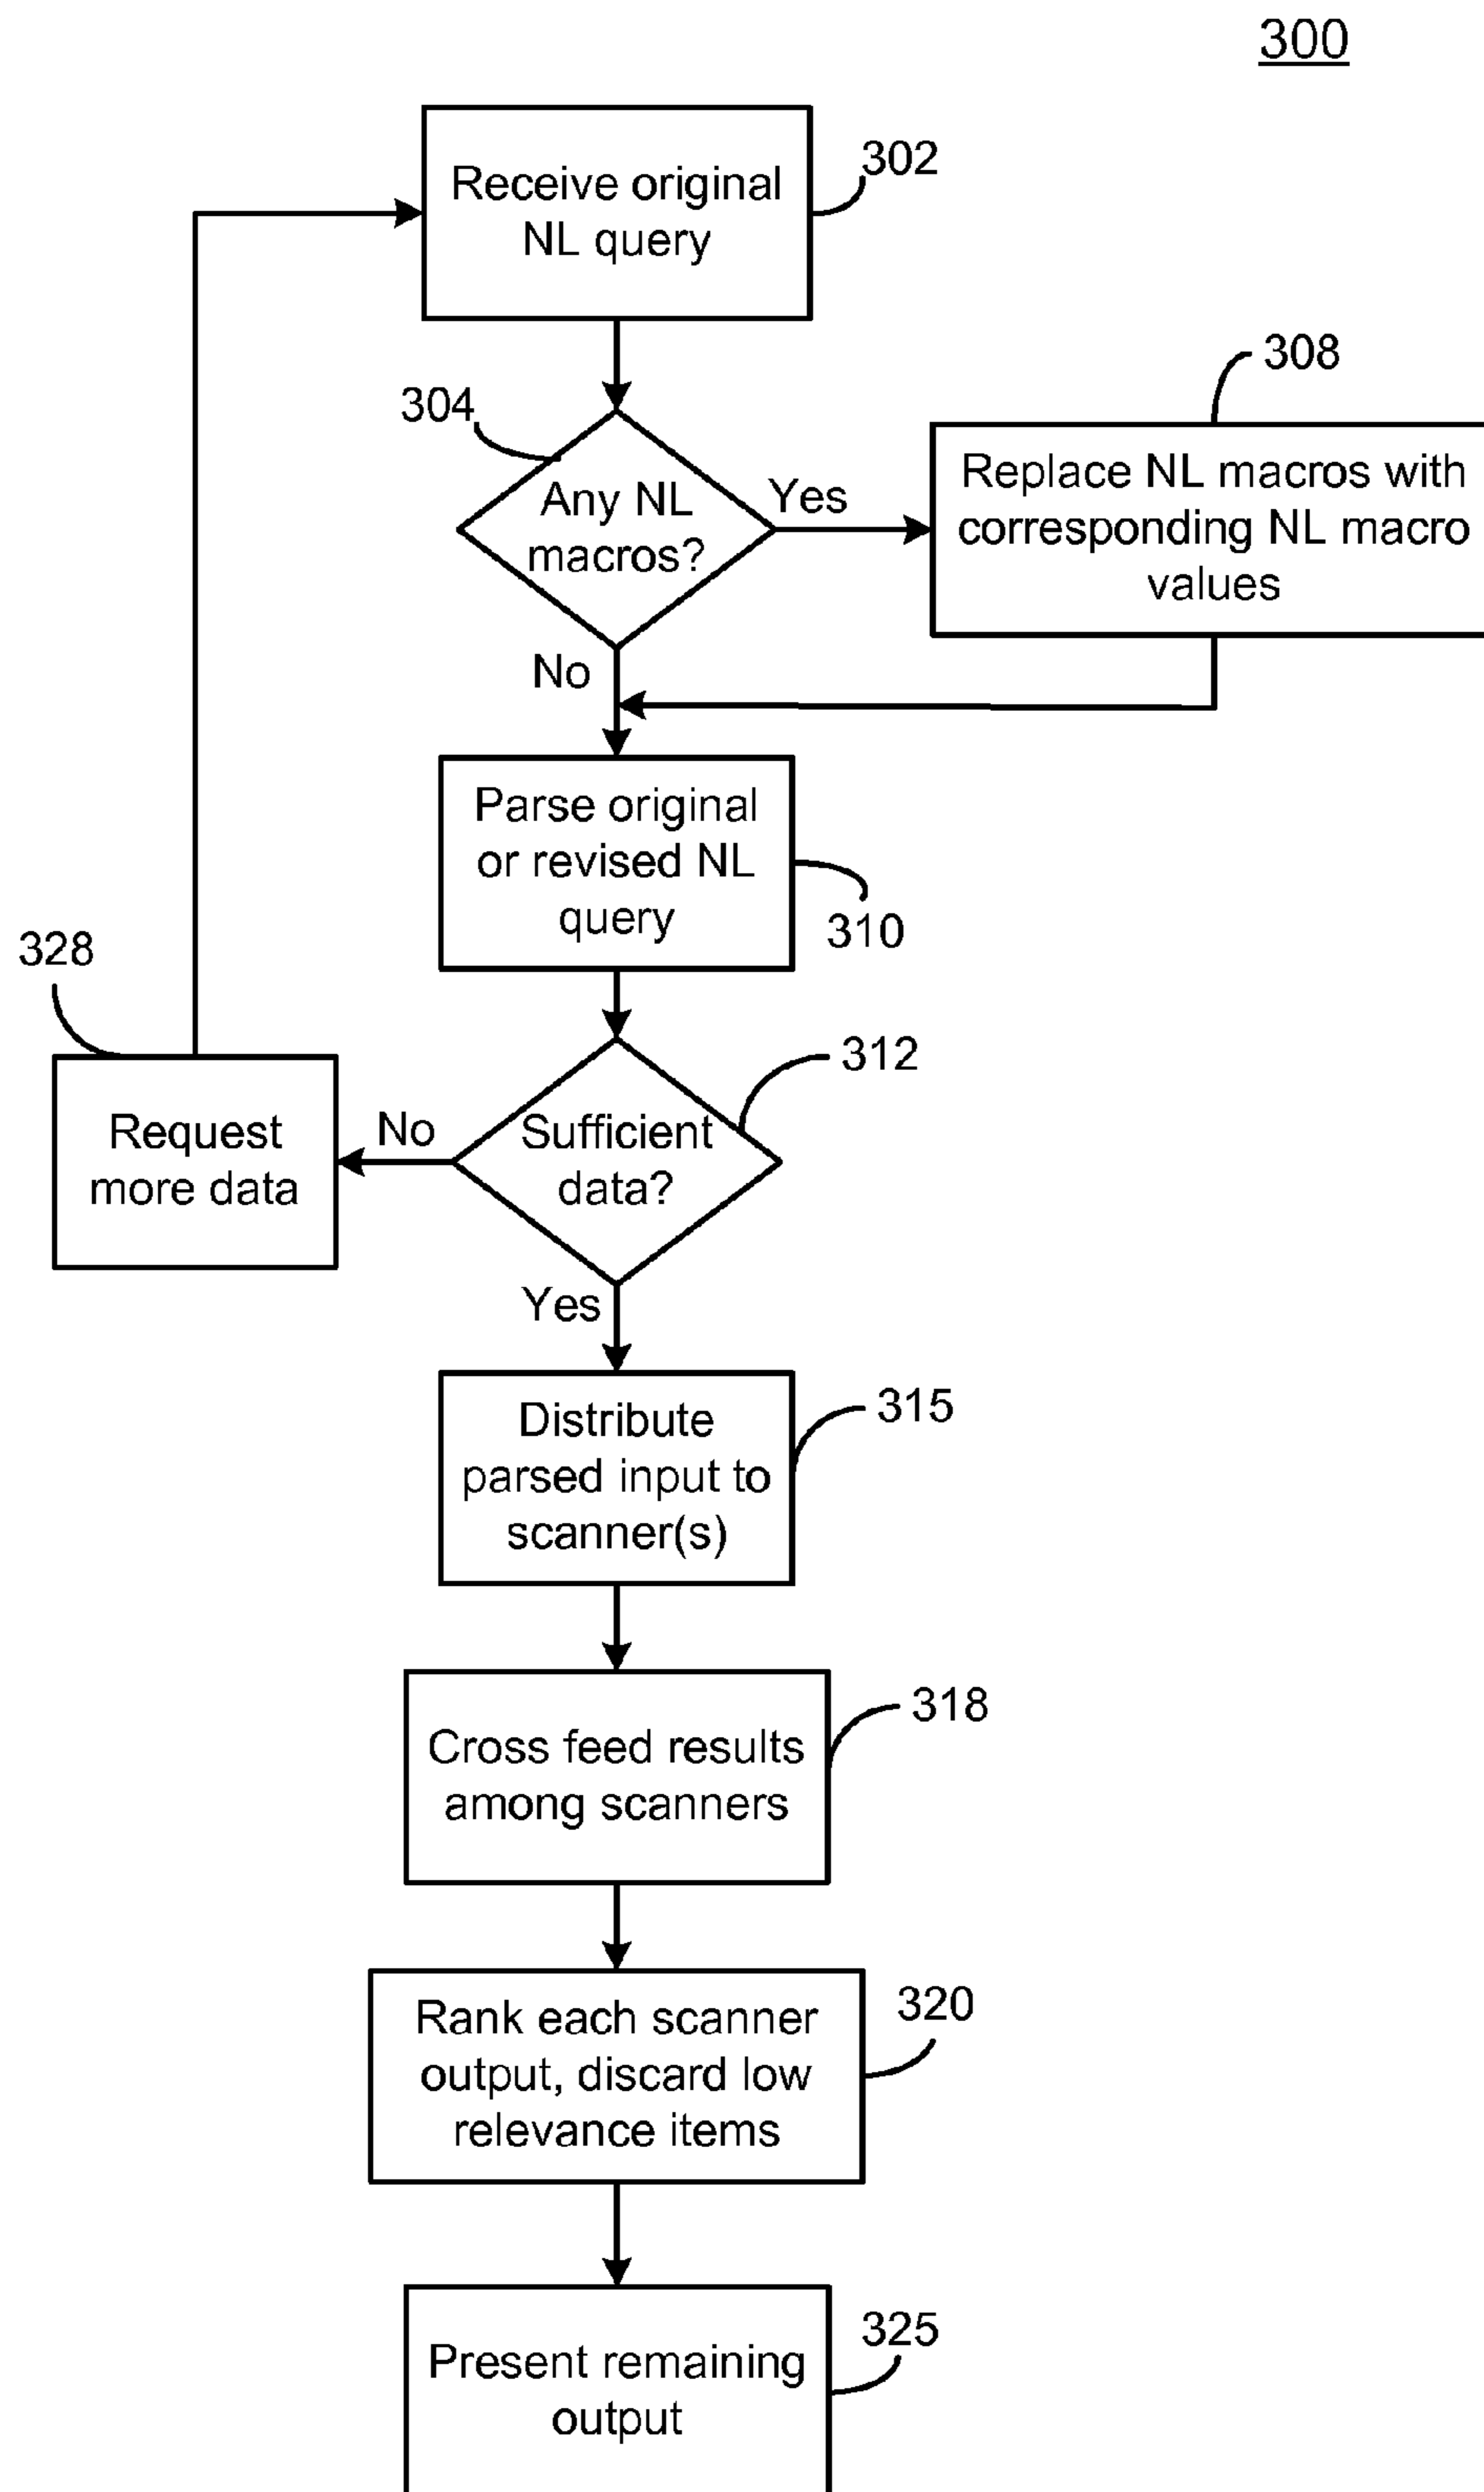 300
Receive original
NL query
302
304
Any NL
macros?
Yes
308
Replace NL macros with
corresponding NL macro
values
No
Parse original
or revised NL
query
310
328
Request
more data
No
Sufficient
data?
312
Yes
Distribute
parsed input to
scanner(s)
315
Cross feed results
among scanners
318
Rank each scanner
output, discard low
relevance items
320
Present remaining
output
325